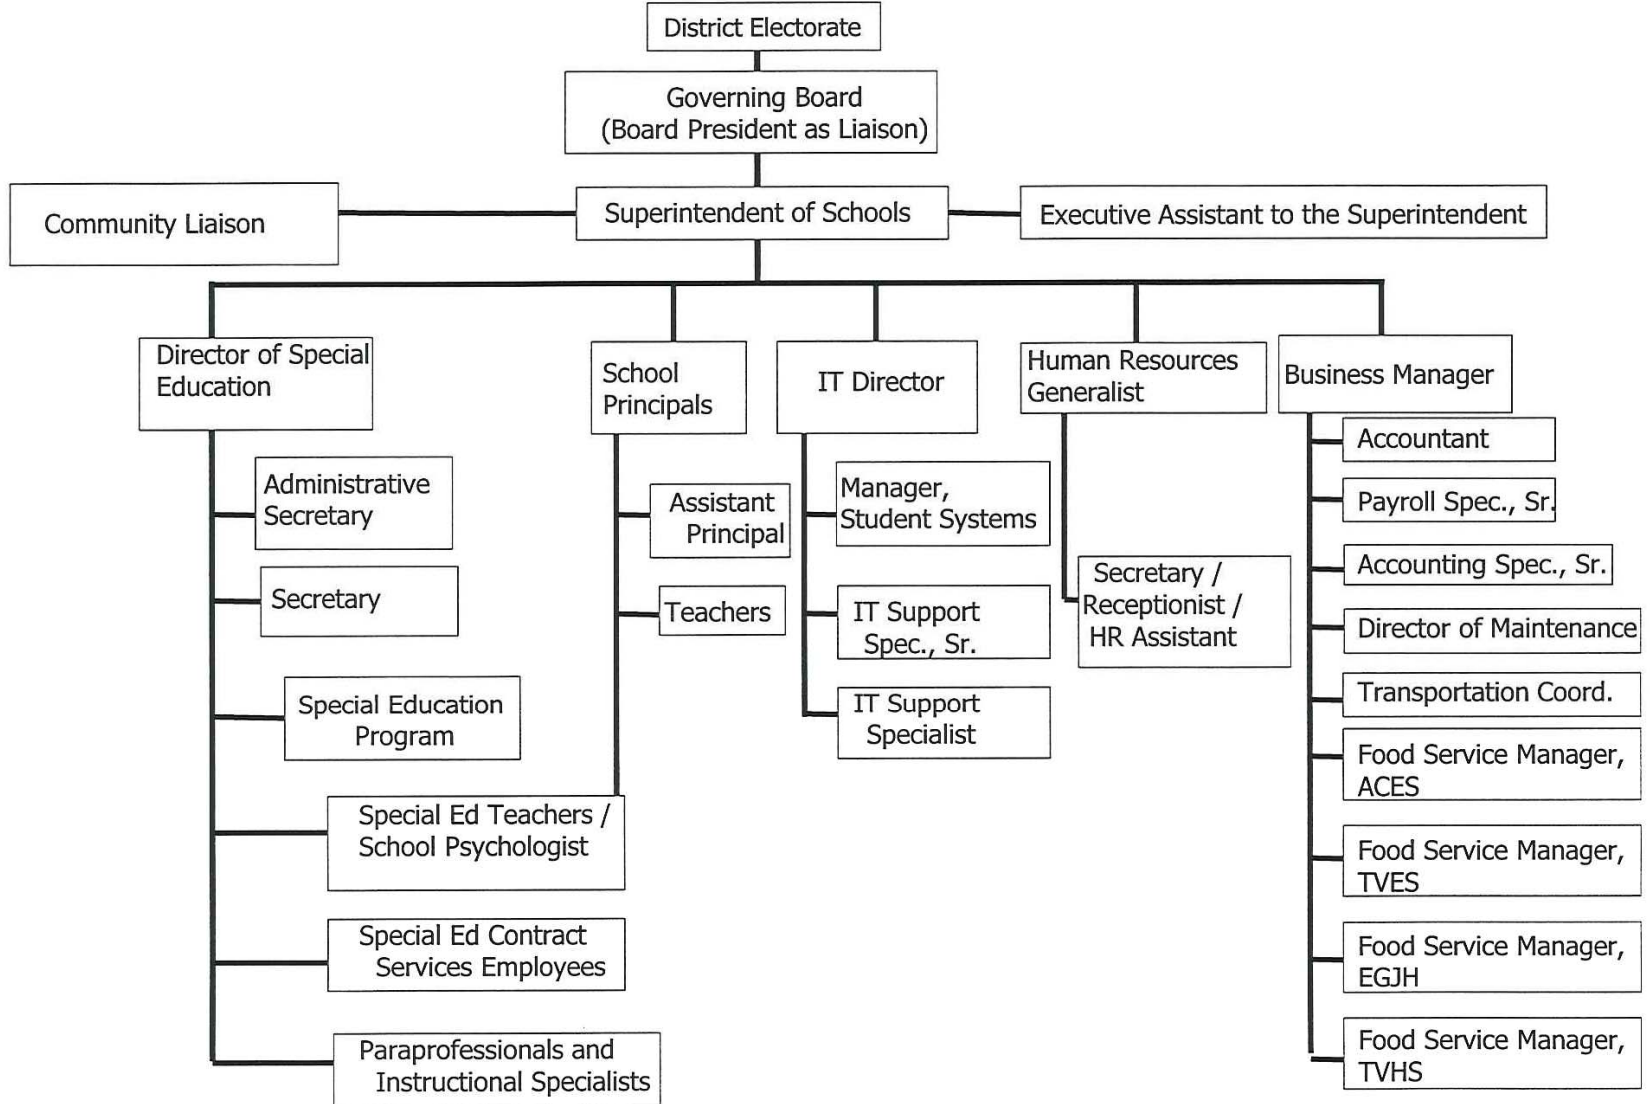 District Electorate
Governing Board
(Board President as Liaison)
Community Liaison
Superintendent of Schools
Executive Assistant to the Superintendent
Director of Special
Education
Administrative
Secretary
Secretary
Special Education
Program
Special Ed Teachers /
School Psychologist
Special Ed Contract
Services Employees
Paraprofessionals and
Instructional Specialists
School
Principals
Assistant
Principal
Teachers
IT Director
Manager,
Student Systems
IT Support
Spec., Sr.
IT Support
Specialist
Human Resources
Generalist
Secretary /
Receptionist /
HR Assistant
Business Manager
Accountant
Payroll Spec., Sr.
Accounting Spec., Sr.
Director of Maintenance
Transportation Coord.
Food Service Manager,
ACES
Food Service Manager,
TVES
Food Service Manager,
EGJH
Food Service Manager,
TVHS